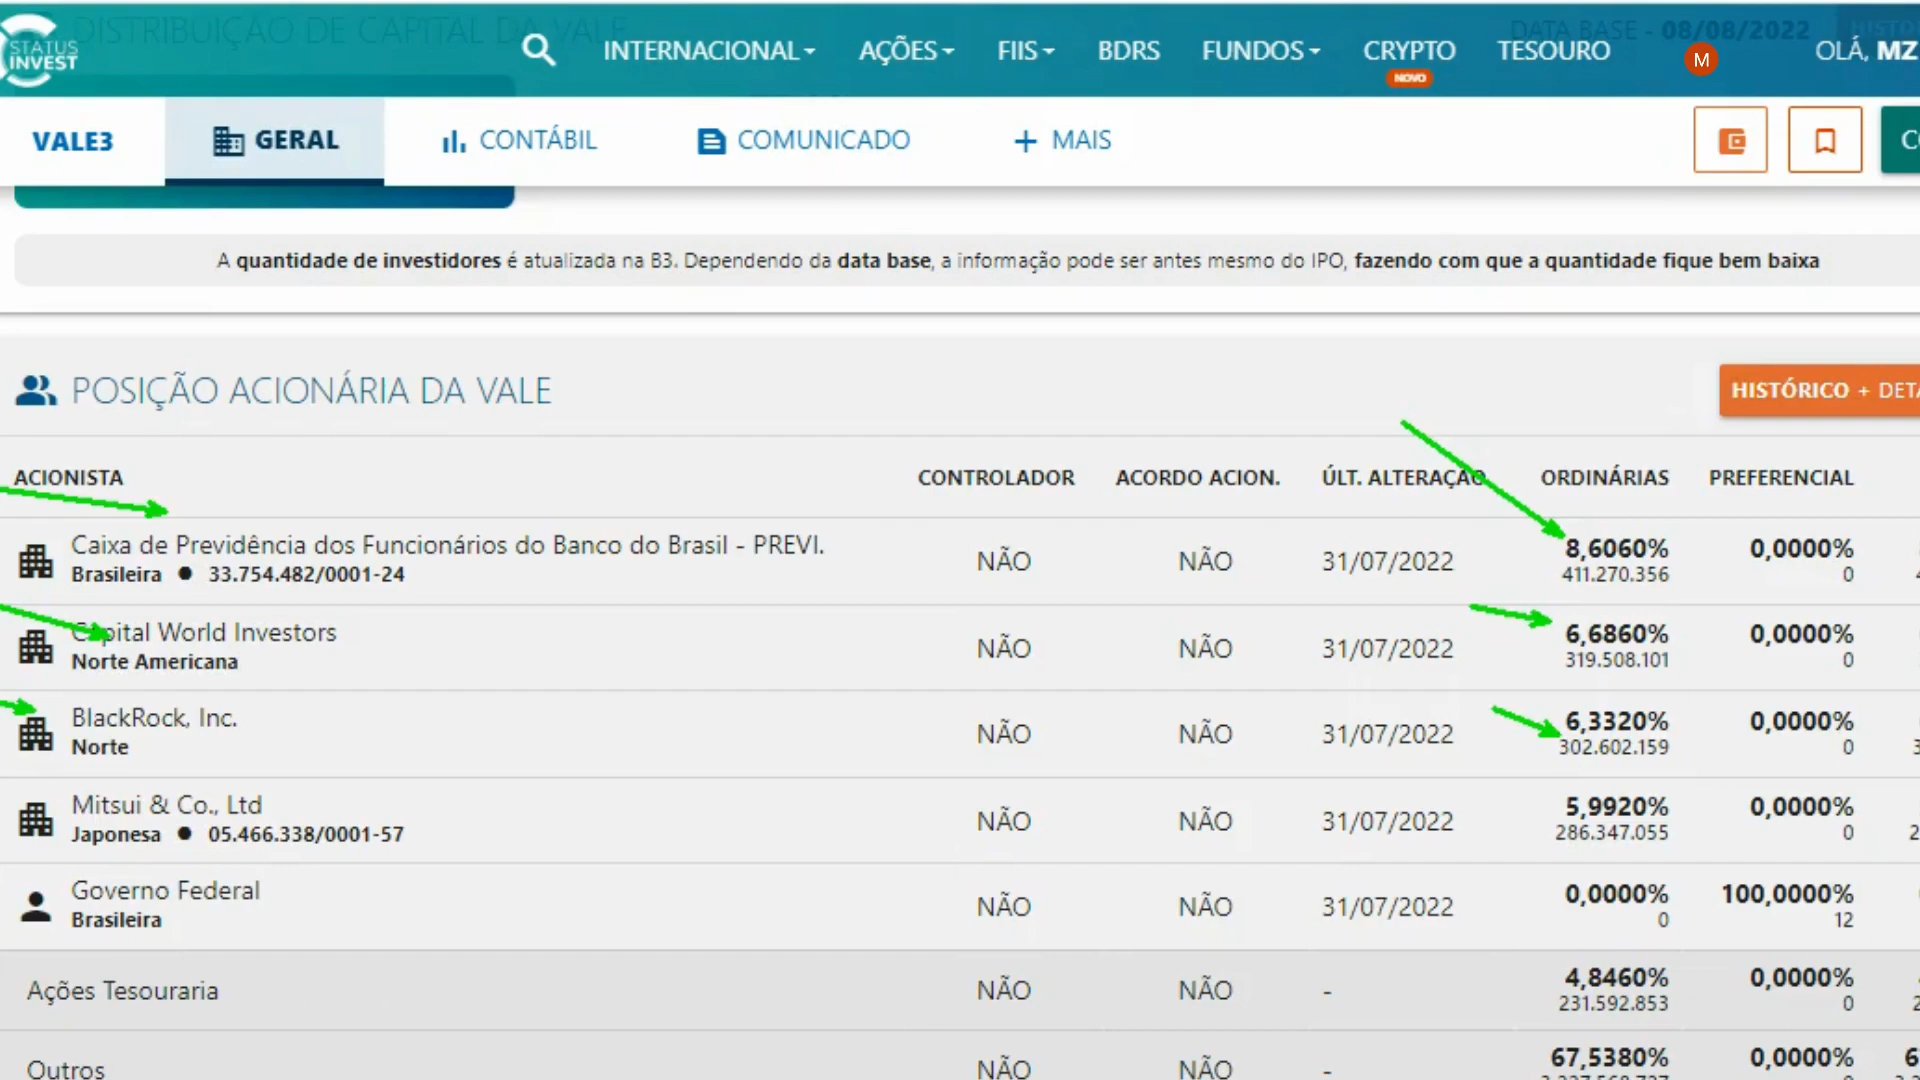 DISTRIBUIÇÃO DE CAPITAL DA VALE
DATA BASE - 08/08/2022
STATUS
INVEST
INTERNACIONAL
AÇÕES
FIIS
BDRS
FUNDOS
CRYPTO
NOVO
TESOURO
M
OLÁ, MZ
VALE3
GERAL
CONTÁBIL
COMUNICADO
+ MAIS
A quantidade de investidores é atualizada na B3. Dependendo da data base, a informação pode ser antes mesmo do IPO, fazendo com que a quantidade fique bem baixa
POSIÇÃO ACIONÁRIA DA VALE
HISTÓRICO + DETA
ACIONISTA CONTROLADOR ACORDO ACION. ÚLT. ALTERAÇÃO ORDINÁRIAS PREFERENCIAL
Caixa de Previdência dos Funcionários do Banco do Brasil - PREVI. NÃO NÃO 31/07/2022 8,6060% 0,0000%
Brasileira ● 33.754.482/0001-24 411.270.356 0
Capital World Investors NÃO NÃO 31/07/2022 6,6860% 0,0000%
Norte Americana 319.508.101 0
BlackRock, Inc. NÃO NÃO 31/07/2022 6,3320% 0,0000%
Norte 302.602.159 0
Mitsui & Co., Ltd NÃO NÃO 31/07/2022 5,9920% 0,0000%
Japonesa ● 05.466.338/0001-57 286.347.055 0
Governo Federal NÃO NÃO 31/07/2022 0,0000% 100,0000%
Brasileira 0 12
Ações Tesouraria NÃO NÃO - 4,8460% 0,0000%
231.592.853 0
Outros NÃO NÃO - 67,5380% 0,0000%